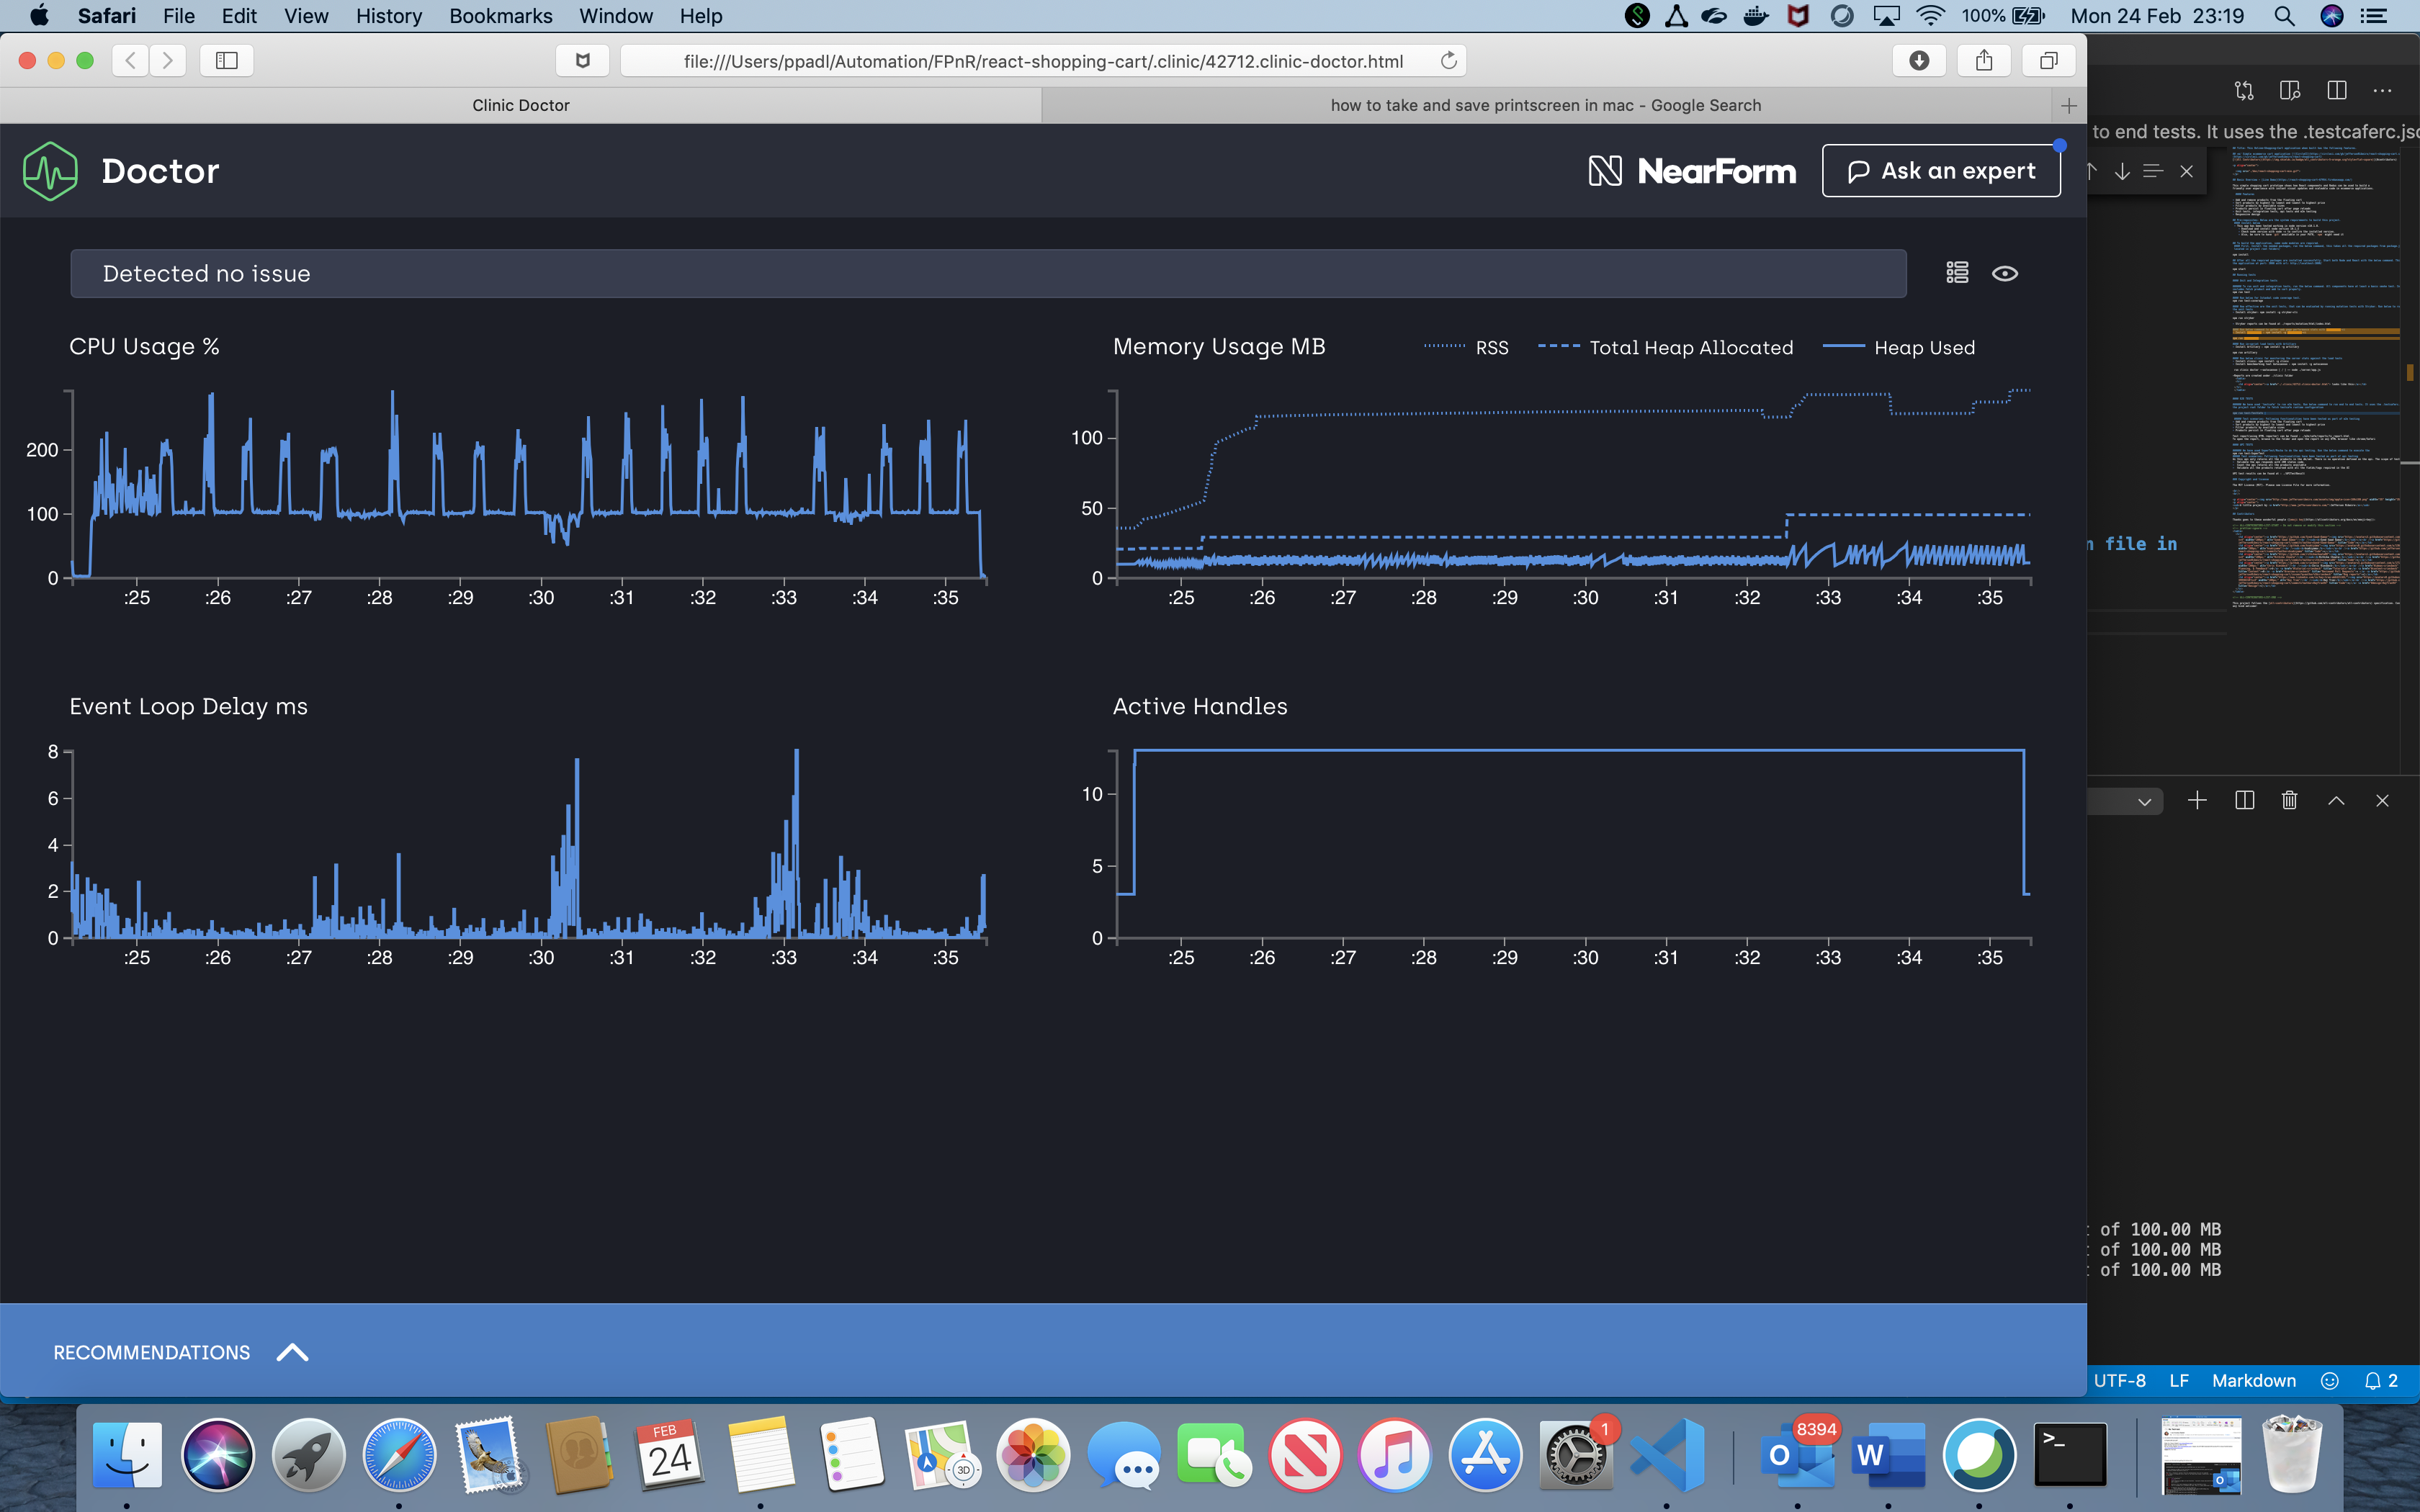 Safari File Edit View History Bookmarks Window Help 100% Mon 24 Feb 23:19
file:///Users/ppadl/Automation/FPnR/react-shopping-cart/.clinic/42712.clinic-doctor.html
Clinic Doctor
how to take and save printscreen in mac - Google Search
to end tests. It uses the .testcaferc.jso
Doctor
NearForm
Ask an expert
Detected no issue
CPU Usage %
200
100
0
:25 :26 :27 :28 :29 :30 :31 :32 :33 :34 :35
Memory Usage MB
RSS
Total Heap Allocated
Heap Used
100
50
0
:25 :26 :27 :28 :29 :30 :31 :32 :33 :34 :35
n file in
Event Loop Delay ms
8
6
4
2
0
:25 :26 :27 :28 :29 :30 :31 :32 :33 :34 :35
Active Handles
10
5
0
:25 :26 :27 :28 :29 :30 :31 :32 :33 :34 :35
of 100.00 MB
of 100.00 MB
of 100.00 MB
RECOMMENDATIONS
UTF-8 LF Markdown 2
FEB
24
3D
1
8394
O
W
>_